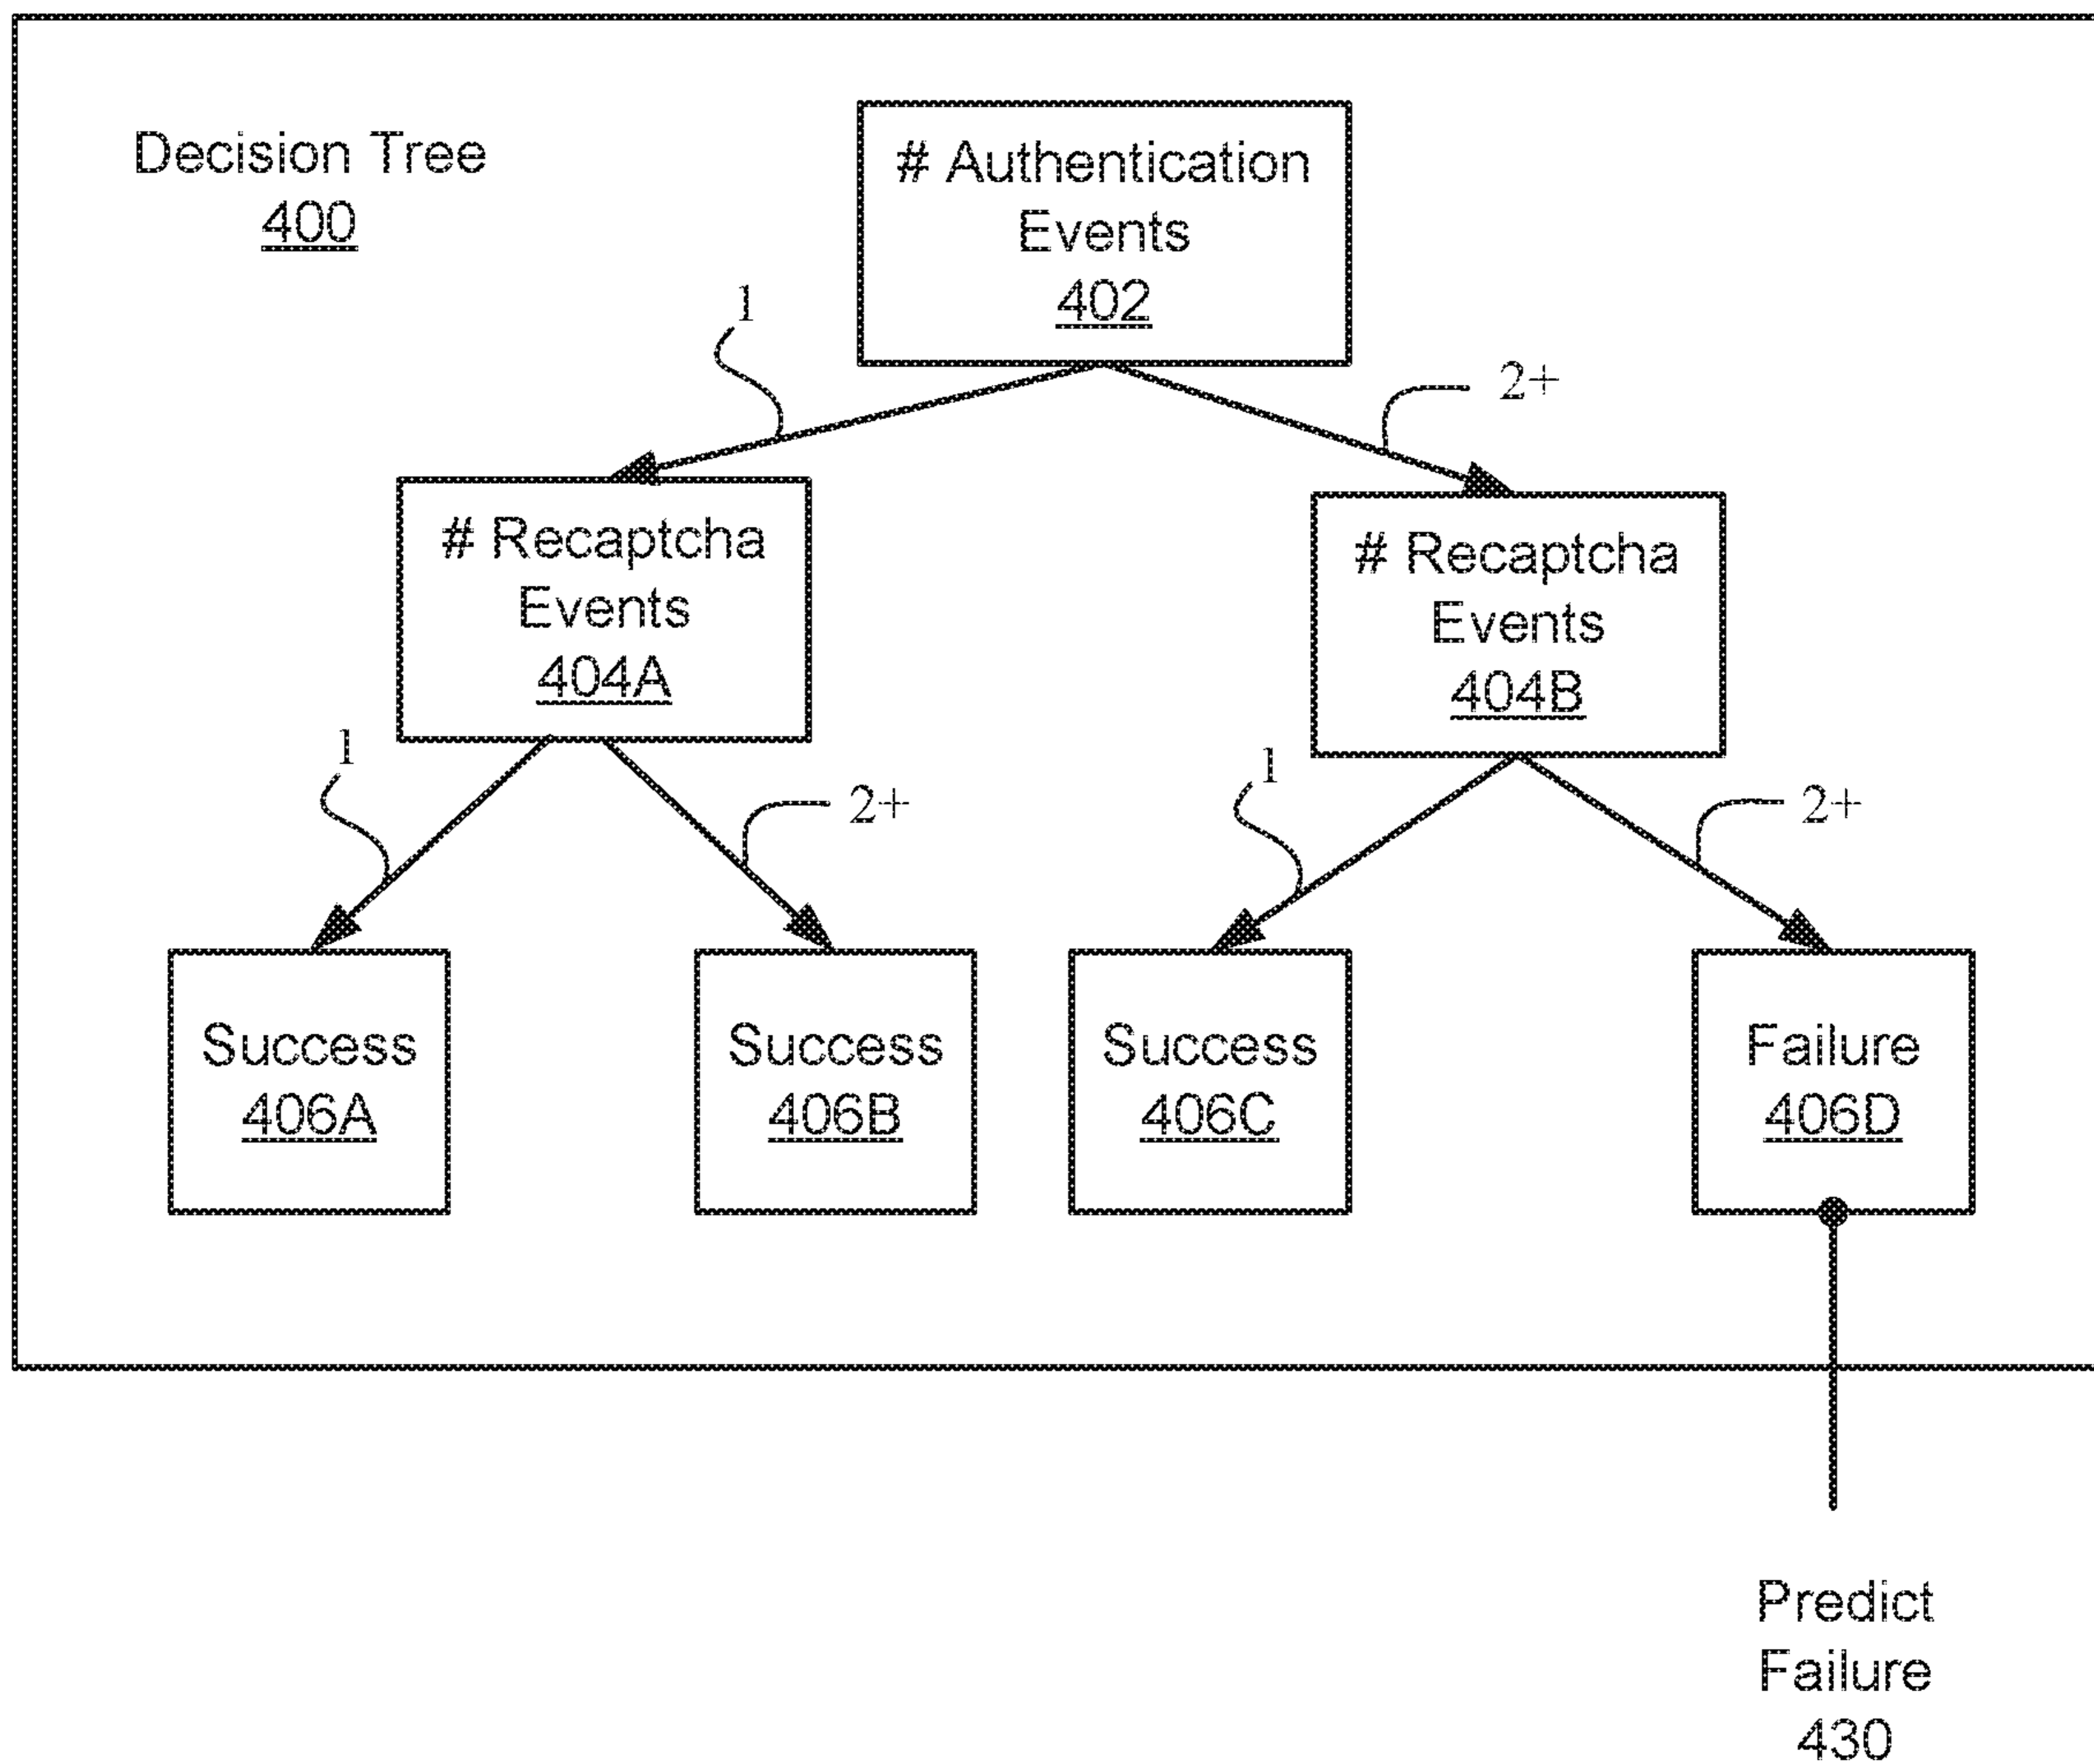 Decision Tree
400
# Authentication
Events
402
1
2+
# Recaptcha
Events
404A
# Recaptcha
Events
404B
1
2+
1
2+
Success
406A
Success
406B
Success
406C
Failure
406D
Predict
Failure
430